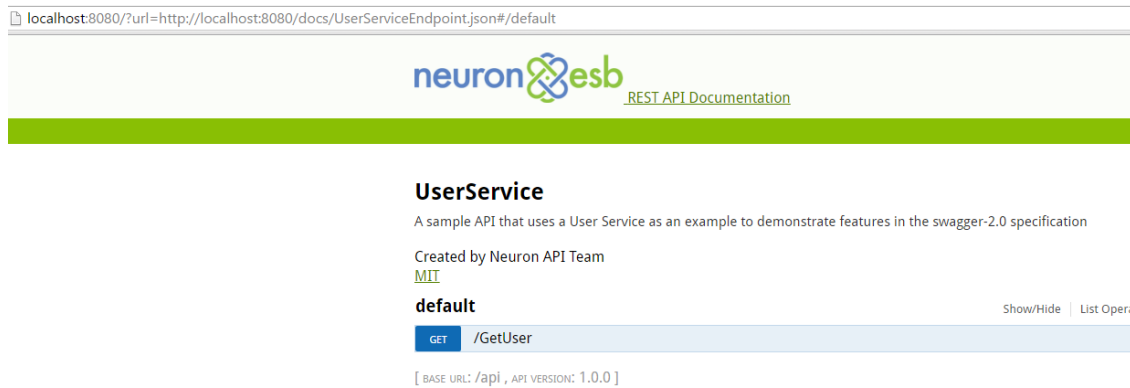 localhost:8080/?url=http://localhost:8080/docs/UserServiceEndpoint.json#/default
neuron esb REST API Documentation
UserService
A sample API that uses a User Service as an example to demonstrate features in the swagger-2.0 specification
Created by Neuron API Team
MIT
default Show/Hide List Opera
GET /GetUser
[ BASE URL: /api , API VERSION: 1.0.0 ]